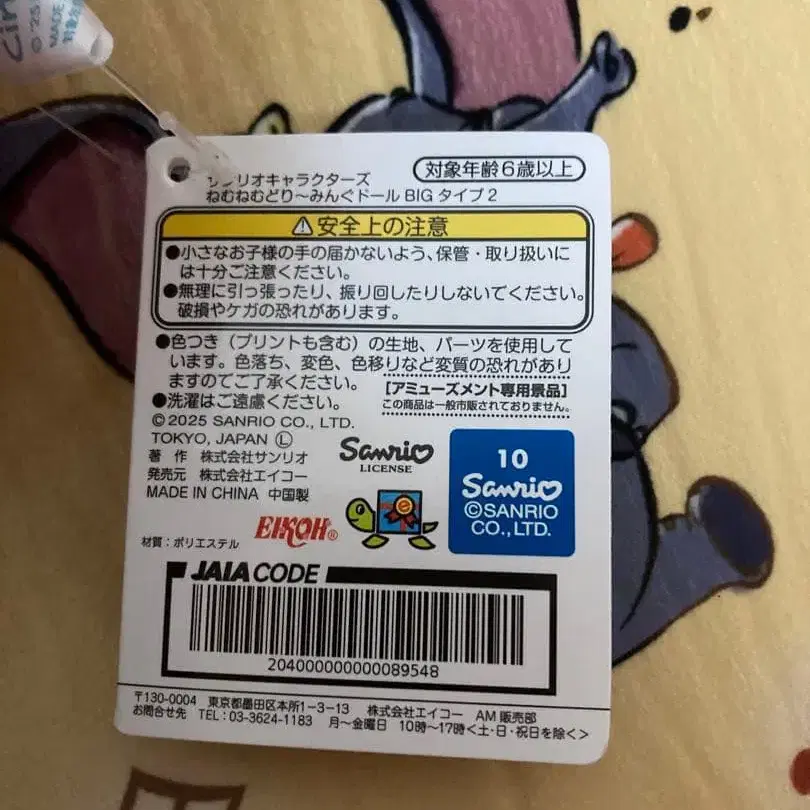 © '25
MADE
対象年齢6歳以上
サンリオキャラクターズ
ねむねむどり～みんぐドール BIG タイプ2
⚠安全上の注意
●小さなお子様の手の届かないよう、保管・取り扱いに
は十分ご注意ください。
●無理に引っ張ったり、振り回したりしないでください。
破損やケガの恐れがあります。
●色つき（プリントも含む）の生地、パーツを使用して
います。色落ち、変色、色移りなど変質の恐れがあり
ますのでご了承ください。
●洗濯はご遠慮ください。
【アミューズメント専用景品】
この商品は一般市販されておりません。
©2025 SANRIO CO., LTD.
TOKYO, JAPAN Ⓛ
著 作 株式会社サンリオ
発売元 株式会社エイコー
MADE IN CHINA 中国製
Sanrio
LICENSE
10
Sanrio
©SANRIO
CO.,LTD.
材質：ポリエステル
EIKOH®
e
JAIA CODE
204000000000089548
〒130-0004 東京都墨田区本所1-3-13 株式会社エイコー AM販売部
お問合せ先 TEL：03-3624-1183 月～金曜日 10時～17時＜土・日・祝日を除く＞